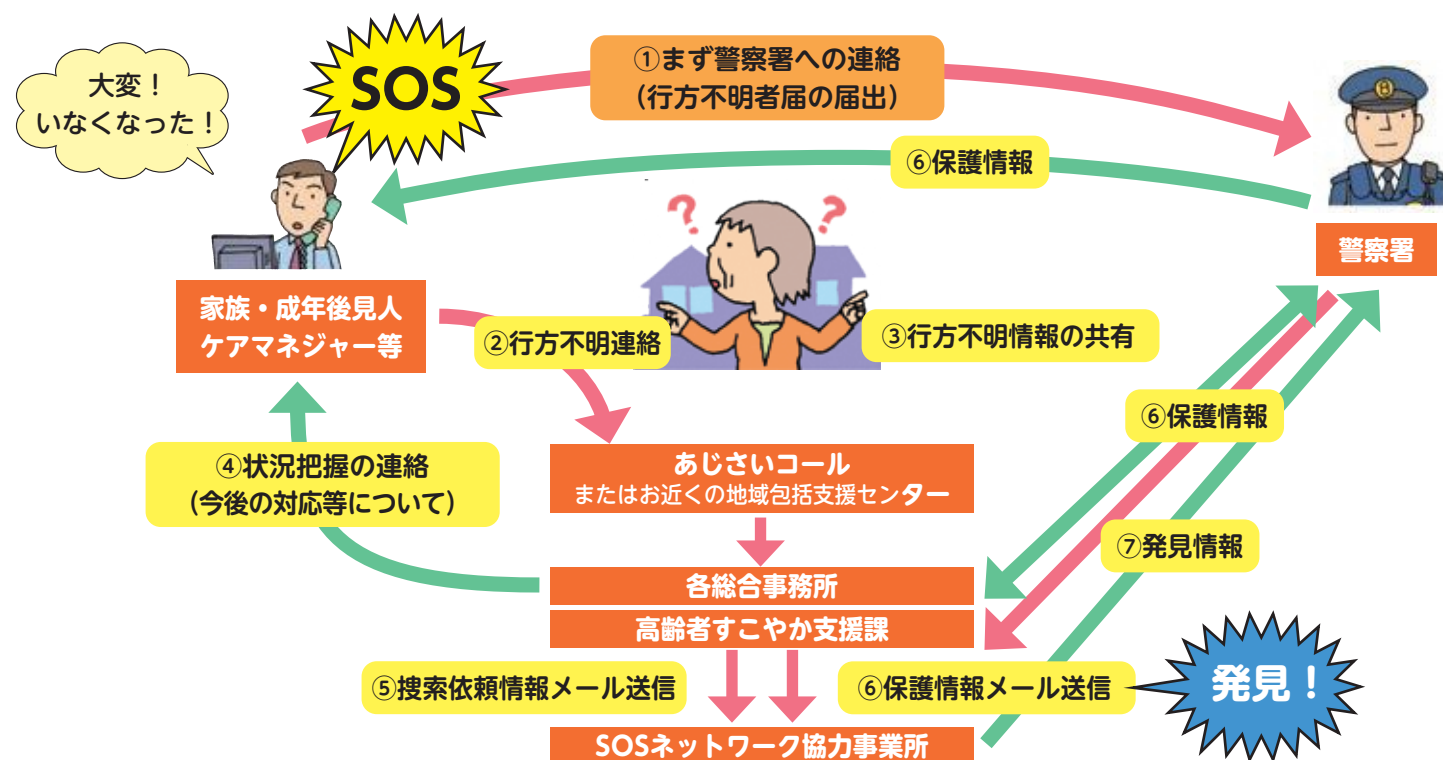 大変！
いなくなった！
SOS
①まず警察署への連絡
（行方不明者届の届出）
⑥保護情報
警察署
家族・成年後見人
ケアマネジャー等
②行方不明連絡
③行方不明情報の共有
⑥保護情報
④状況把握の連絡
（今後の対応等について）
あじさいコール
またはお近くの地域包括支援センター
⑦発見情報
各総合事務所
高齢者すこやか支援課
⑤捜索依頼情報メール送信
⑥保護情報メール送信
発見！
SOSネットワーク協力事業所